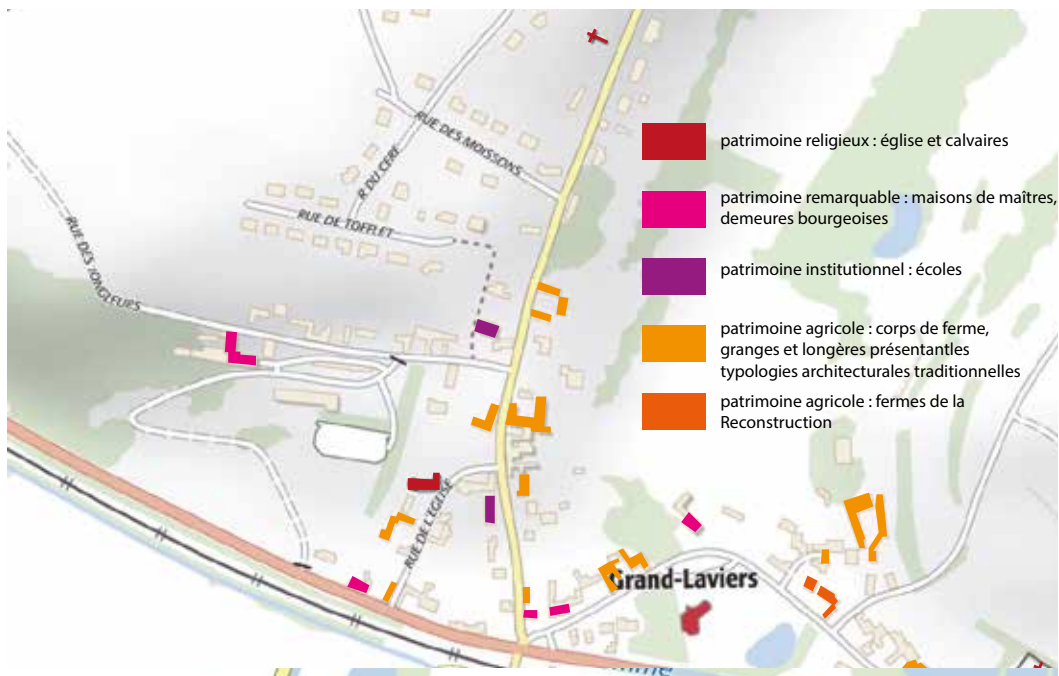 RUE DES MOISSONS
R DU CERF
RUE DE TOFFLET
RUE DES JONGLEURS
RUE DE L'EGLISE
Grand-Laviers
patrimoine religieux : église et calvaires
patrimoine remarquable : maisons de maîtres,
demeures bourgeoises
patrimoine institutionnel : écoles
patrimoine agricole : corps de ferme,
granges et longères présentantles
typologies architecturales traditionnelles
patrimoine agricole : fermes de la
Reconstruction